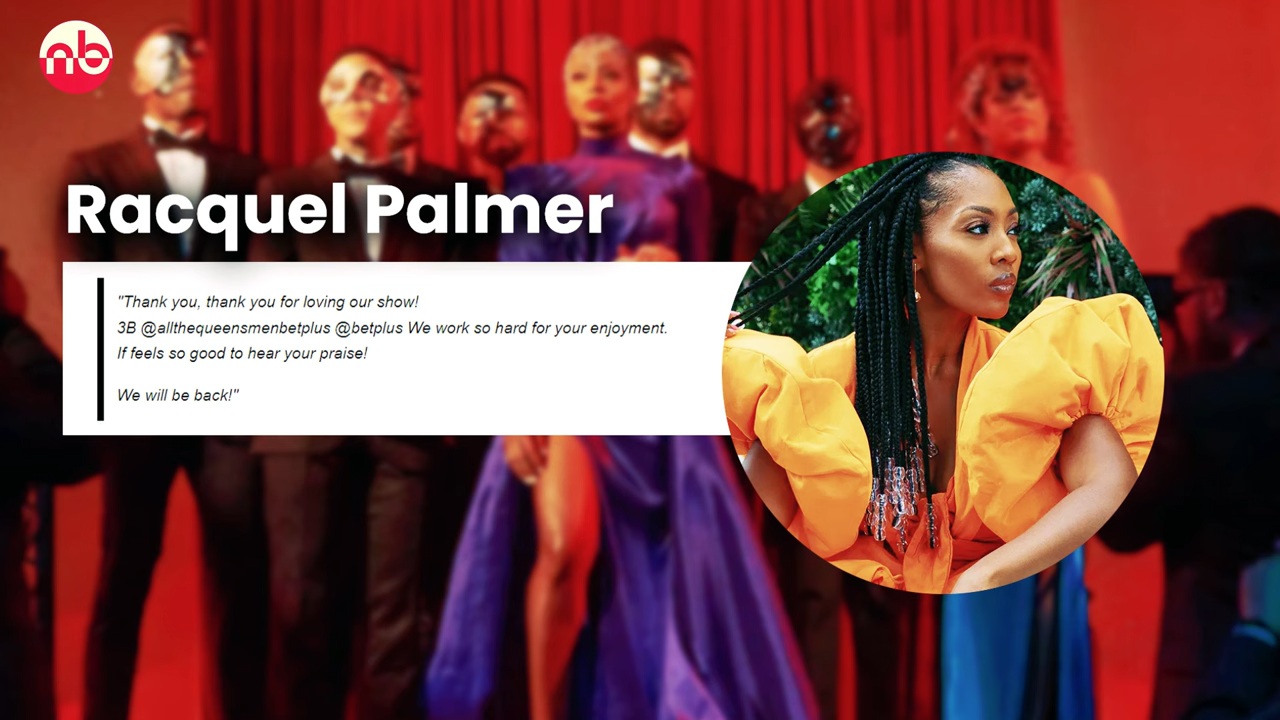 nb
Racquel Palmer
"Thank you, thank you for loving our show!
3B @allthequeensmenbetplus @betplus We work so hard for your enjoyment.
If feels so good to hear your praise!
We will be back!"